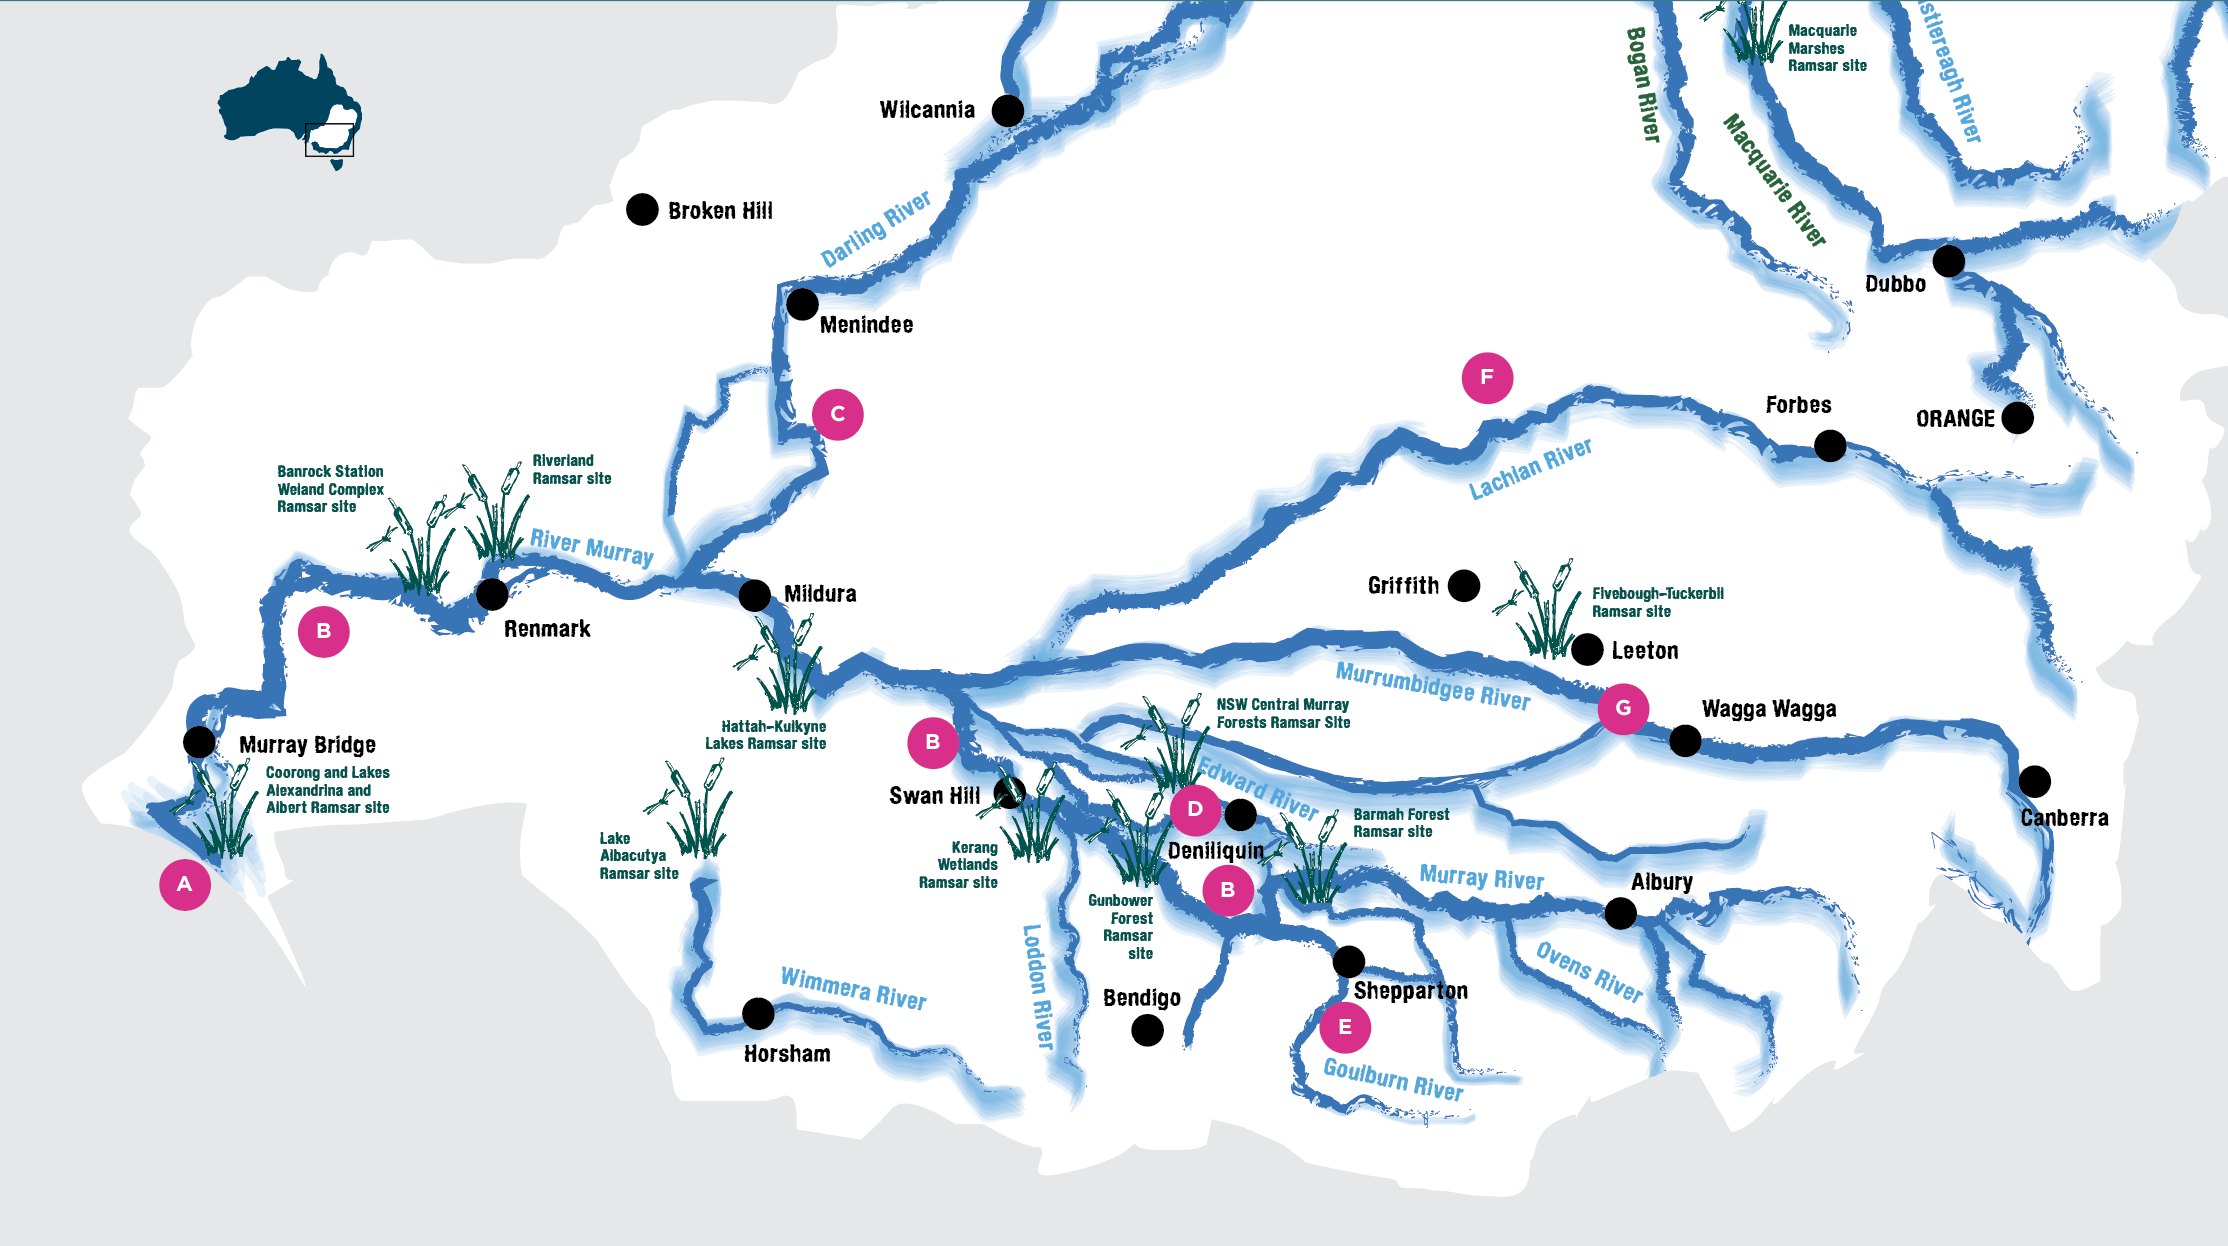 Bogan River
Macquarie
Marshes
Ramsar site
Macquarie River
stlereagh River
Wilcannia
Broken Hill
Darling River
Menindee
Dubbo
C
F
Forbes
ORANGE
Lachlan River
Banrock Station
Weland Complex
Ramsar site
Riverland
Ramsar site
River Murray
B
Renmark
Mildura
Griffith
Fivebough-Tuckerbil
Ramsar site
Leeton
Murrumbidgee River
G
Wagga Wagga
Hattah-Kulkyne
Lakes Ramsar site
NSW Central Murray
Forests Ramsar Site
B
Murray Bridge
Coorong and Lakes
Alexandrina and
Albert Ramsar site
A
Swan Hill
Edward River
D
Deniliquin
Barmah Forest
Ramsar site
Canberra
Lake
Albacutya
Ramsar site
Kerang
Wetlands
Ramsar site
Gunbower
Forest
Ramsar
site
B
Murray River
Albury
Loddon River
Ovens River
Wimmera River
Bendigo
Shepparton
E
Horsham
Goulburn River